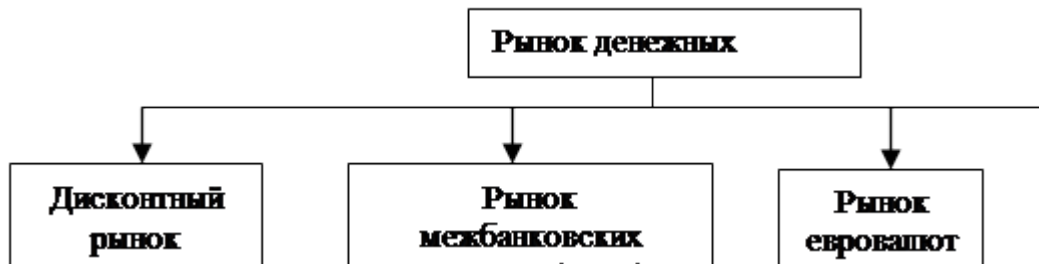 Рынок денежных
Дисконтный
рынок
Рынок
межбанковских
Рынок
евровалют